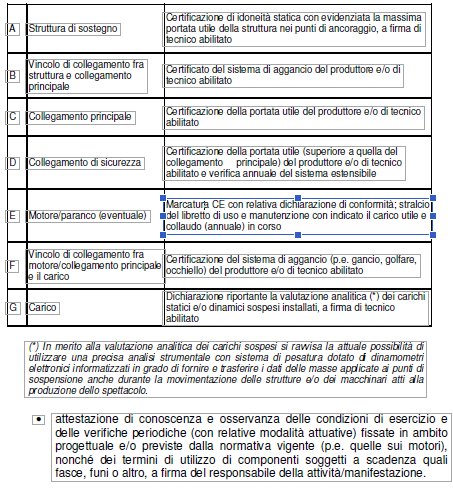 A Struttura di sostegno Certificazione di idoneità statica con evidenziata la massima
portata utile della struttura nei punti di ancoraggio, a firma di
tecnico abilitato
B Vincolo di collegamento fra
struttura e collegamento
principale
Certificato del sistema di aggancio del produttore e/o di
tecnico abilitato
C Collegamento principale Certificazione della portata utile del produttore e/o di tecnico
abilitato
D Collegamento di sicurezza Certificazione della portata utile (superiore a quella del
collegamento principale) del produttore e/o di tecnico
abilitato e verifica annuale del sistema estensibile
E Motore/paranco (eventuale) Marcatura CE con relativa dichiarazione di conformità; stralcio
del libretto di uso e manutenzione con indicato il carico utile e
collaudo (annuale) in corso
F Vincolo di collegamento fra
motore/collegamento principale
e il carico
Certificazione del sistema di aggancio (p.e. gancio, golfare,
occhiello) del produttore e/o di tecnico abilitato
G Carico Dichiarazione riportante la valutazione analitica (*) dei carichi
statici e/o dinamici sospesi installati, a firma di tecnico
abilitato
(*) In merito alla valutazione analitica dei carichi sospesi si ravvisa la attuale possibilità di
utilizzare una precisa analisi strumentale con sistema di pesatura dotato di dinamometri
elettronici informatizzati in grado di fornire e trasferire i dati delle masse applicate ai punti di
sospensione anche durante la movimentazione delle strutture e/o dei macchinari atti alla
produzione dello spettacolo.
• attestazione di conoscenza e osservanza delle condizioni di esercizio e
delle verifiche periodiche (con relative modalità attuative) fissate in ambito
progettuale e/o previste dalla normativa vigente (p.e. quelle sui motori),
nonché dei termini di utilizzo di componenti soggetti a scadenza quali
fasce, funi o altro, a firma del responsabile della attività/manifestazione.